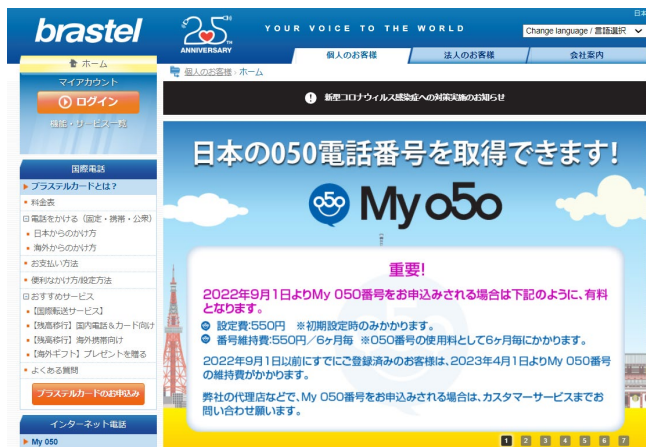 brastel
25th
ANNIVERSARY
YOUR VOICE TO THE WORLD
日本
Change language / 言語選択
個人のお客様
法人のお客様
会社案内
ホーム
個人のお客様 › ホーム
マイアカウント
ログイン
機能・サービス一覧
新型コロナウィルス感染症への対策実施のお知らせ
日本の050電話番号を取得できます!
050 My 050
国際電話
ブラステルカードとは?
料金表
電話をかける(固定・携帯・公衆)
日本からのかけ方
海外からのかけ方
お支払い方法
便利なかけ方/設定方法
おすすめサービス
【国際転送サービス】
【残高移行】国内電話&カード向け
【残高移行】海外携帯向け
【海外ギフト】プレゼントを贈る
よくある質問
ブラステルカードのお申込み
インターネット電話
My 050
重要!
2022年9月1日よりMy 050番号をお申込みされる場合は下記のように、有料
となります。
設定費:550円 ※初期設定時のみかかります。
番号維持費:550円/6ヶ月毎 ※050番号の使用料として6ヶ月毎にかかります。
2022年9月1日以前にすでにご登録済みのお客様は、2023年4月1日よりMy 050番号
の維持費がかかります。
弊社の代理店などで、My 050番号をお申込みされる場合は、カスタマーサービスまでお
問い合わせ願います。
1 2 3 4 5 6 7